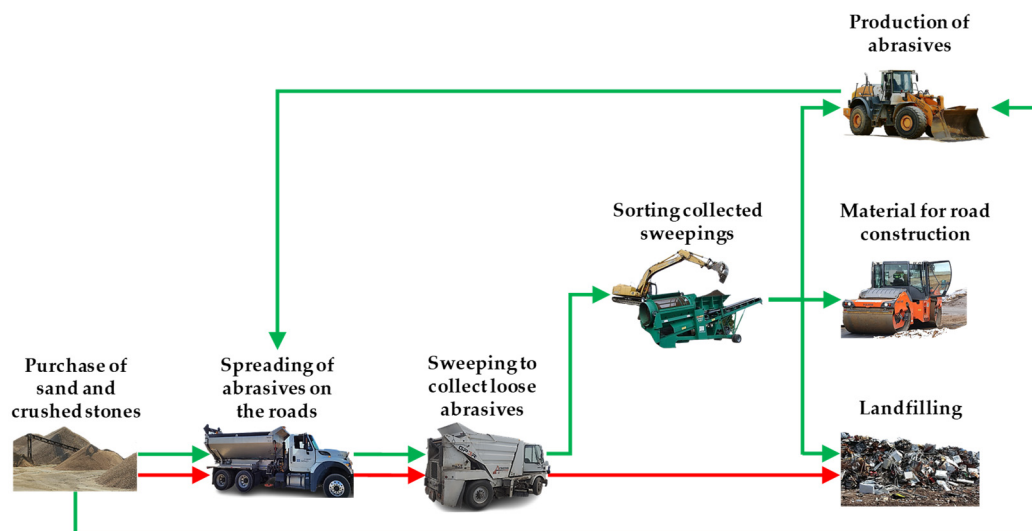 Production of
abrasives
Sorting collected
sweepings
Material for road
construction
Purchase of
sand and
crushed stones
Spreading of
abrasives on
the roads
Sweeping to
collect loose
abrasives
Landfilling